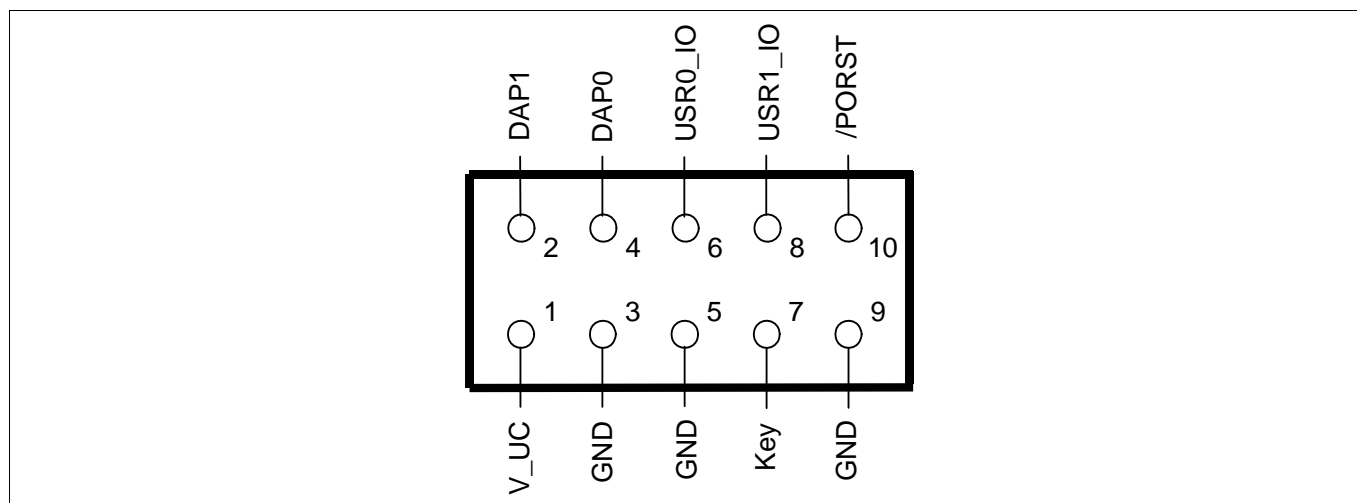 DAP1
DAP0
USR0_IO
USR1_IO
/PORST
2
4
6
8
10
1
3
5
7
9
V_UC
GND
GND
Key
GND